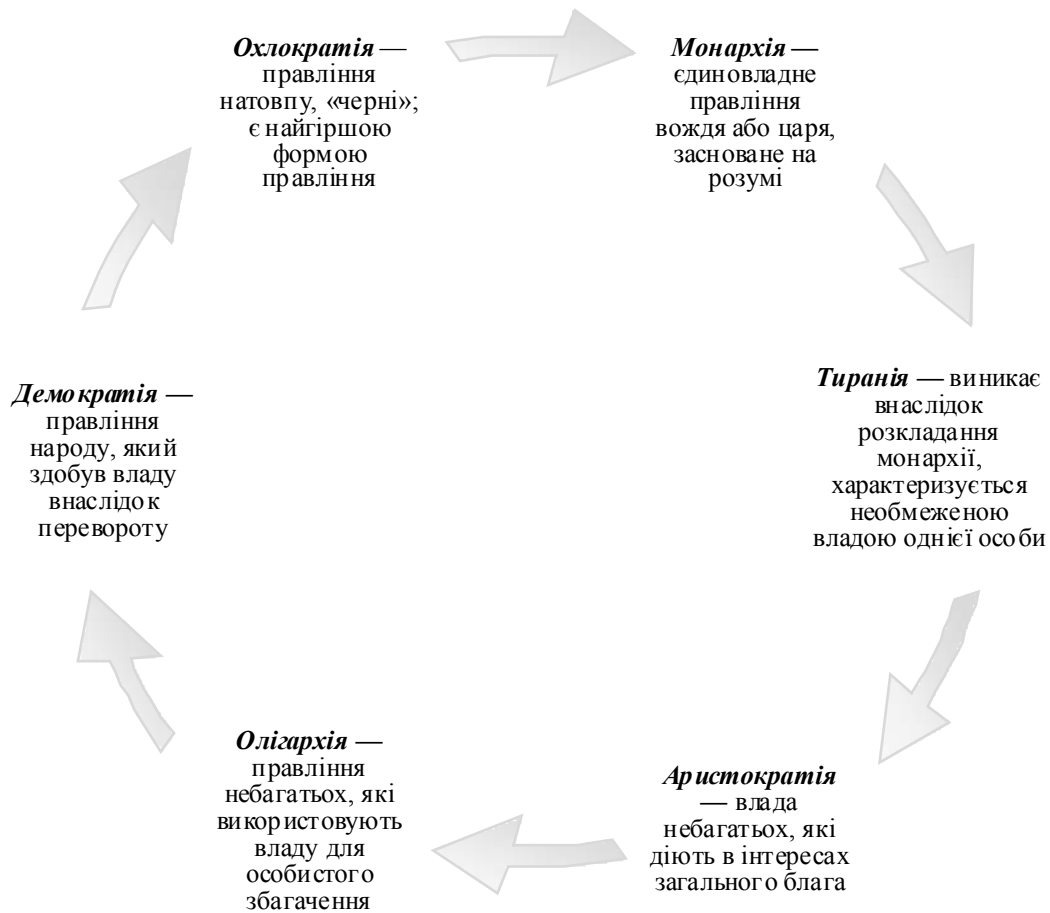 Охлократія —
правління
натовпу, «черні»;
є найгіршою
формою
правління
Монархія —
єдиновладне
правління
вождя або царя,
засноване на
розумі
Тиранія — виникає
внаслідок
розкладання
монархії,
характеризується
необмеженою
владою однієї особи
Аристократія
— влада
небагатьох, які
діють в інтересах
загального блага
Олігархія —
правління
небагатьох, які
використовують
владу для
особистого
збагачення
Демократія —
правління
народу, який
здобув владу
внаслідок
перевороту